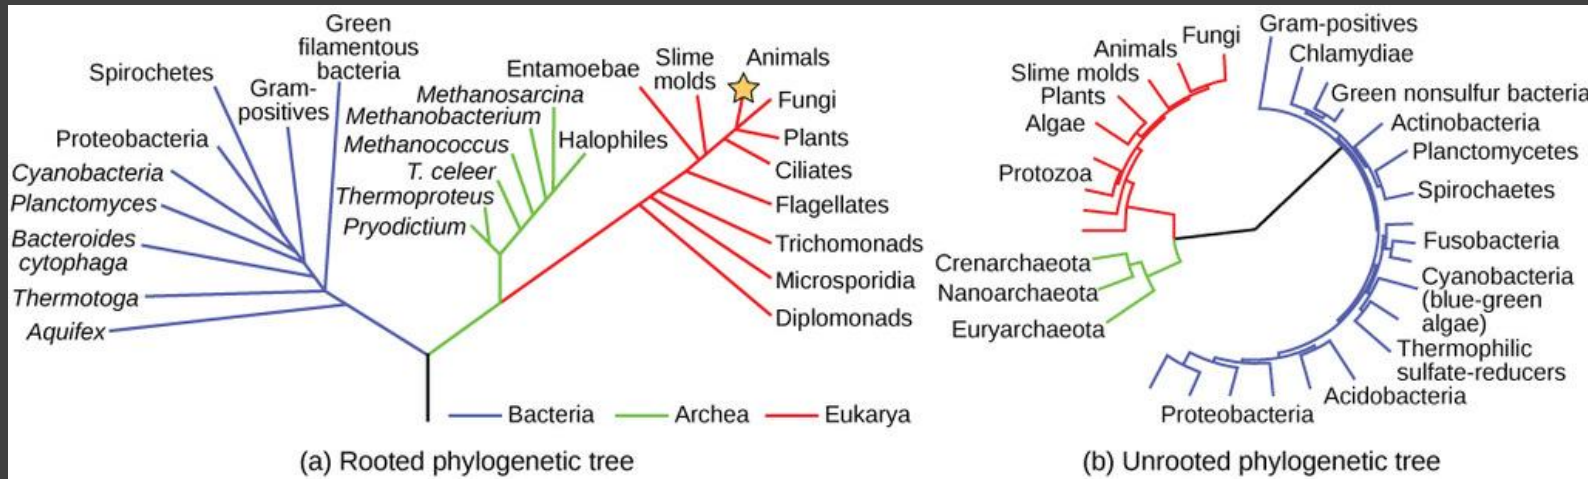 Green
filamentous
bacteria
Spirochetes
Gram-
positives
Proteobacteria
Cyanobacteria
Planctomyces
Bacteroides
cytophaga
Thermotoga
Aquifex
Methanosarcina
Methanobacterium
Methanococcus
T. celeer
Thermoproteus
Pryodictium
Halophiles
Entamoebae
Slime
molds
Animals
Fungi
Plants
Ciliates
Flagellates
Trichomonads
Microsporidia
Diplomonads
Bacteria
Archea
Eukarya
(a) Rooted phylogenetic tree
Fungi
Animals
Slime molds
Plants
Algae
Protozoa
Crenarchaeota
Nanoarchaeota
Euryarchaeota
Gram-positives
Chlamydiae
Green nonsulfur bacteria
Actinobacteria
Planctomycetes
Spirochaetes
Fusobacteria
Cyanobacteria
(blue-green
algae)
Thermophilic
sulfate-reducers
Acidobacteria
Proteobacteria
(b) Unrooted phylogenetic tree